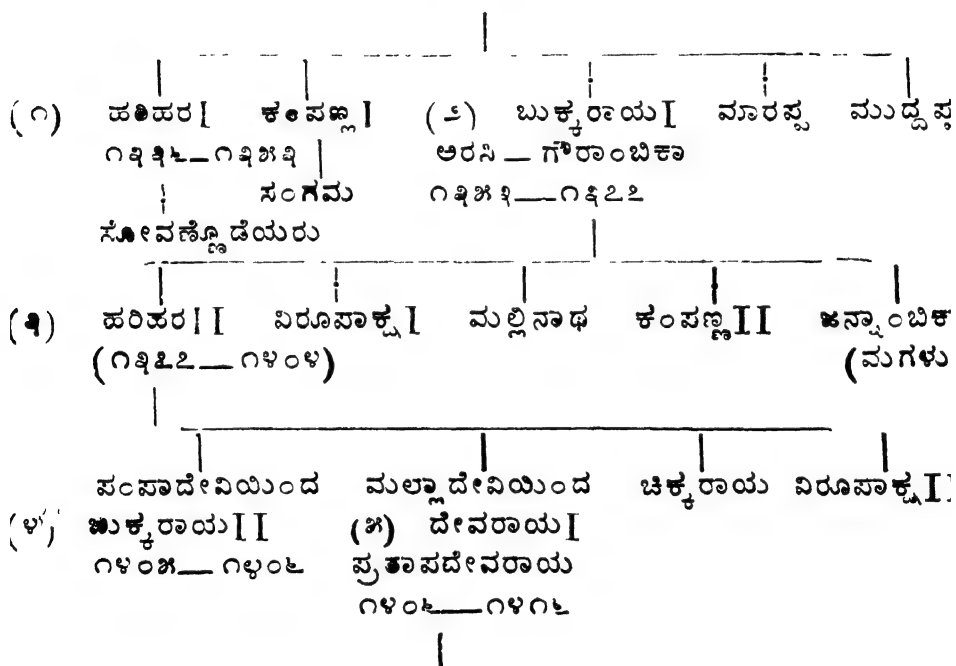 (೧) ಹರಿಹರ I ಕಂಪಣ್ಣ I (೨) ಬುಕ್ಕರಾಯ I ಮಾರಪ್ಪ ಮುದ್ದಪ್ಪ
೧೩೩೬—೧೩೫೩ ಅರಸಿ — ಗೌರಾಂಬಿಕಾ
ಸಂಗಮ ೧೩೫೩—೧೩೭೭
ಸೋವಣ್ಣೊಡೆಯರು
(೩) ಹರಿಹರ II ವಿರೂಪಾಕ್ಷ I ಮಲ್ಲಿನಾಥ ಕಂಪಣ್ಣ II ಜನ್ನಾಂಬಿಕ
(೧೩೭೭—೧೪೦೪) (ಮಗಳು
ಪಂಪಾದೇವಿಯಿಂದ ಮಲ್ಲಾದೇವಿಯಿಂದ ಚಿಕ್ಕರಾಯ ವಿರೂಪಾಕ್ಷ II
(೪) ಬುಕ್ಕರಾಯ II (೫) ದೇವರಾಯ I
೧೪೦೫—೧೪೦೬ ಪ್ರತಾಪದೇವರಾಯ
೧೪೦೬—೧೪೧೬